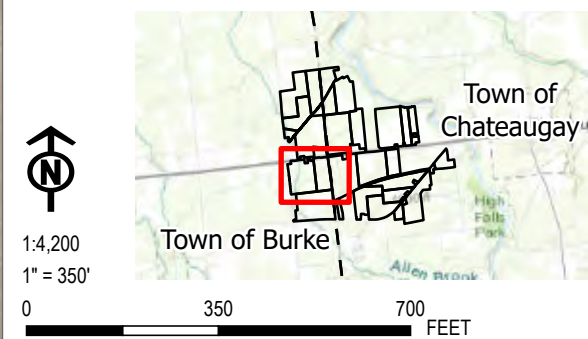 Town of
Chateaugay
High
Falls
Park
Town of Burke
Allen Brook
N
1:4,200
1" = 350'
0 350 700
FEET